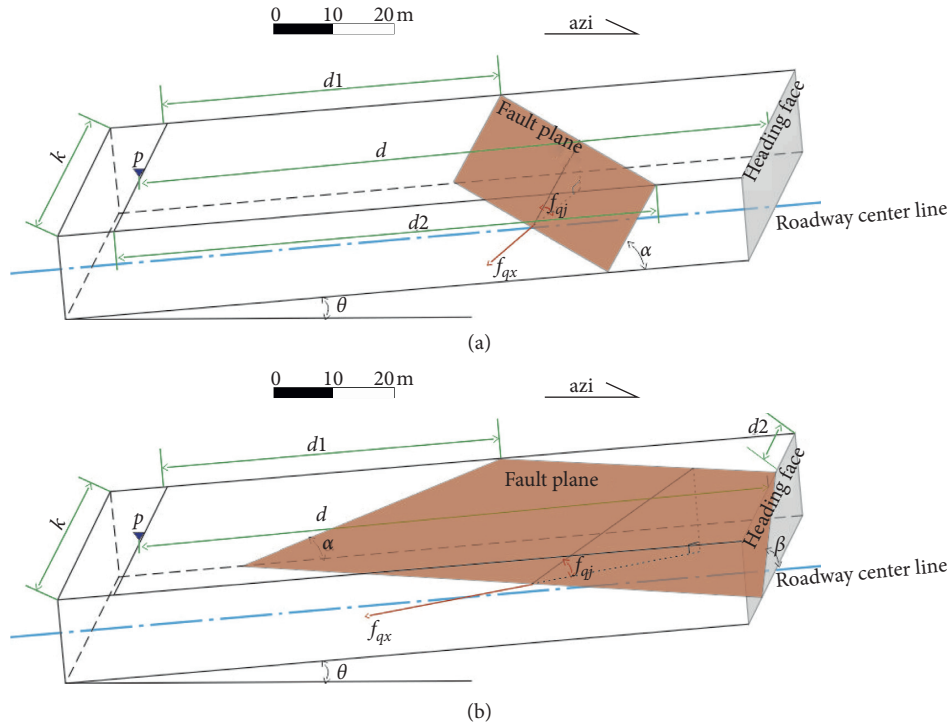 0 10 20 m azi
d1
Fault plane
Heading face
k
p
d
f_qj
d2
Roadway center line
α
f_qx
θ
(a)
0 10 20 m azi
d2
d1
Fault plane
Heading face
k
p
d
α
β
f_qj
Roadway center line
f_qx
θ
(b)